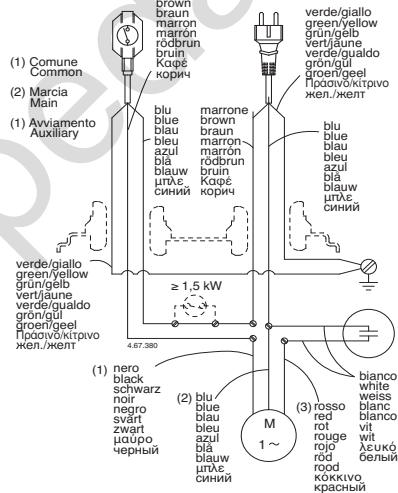 brown
braun
marrón
marrón
rödbrun
bruin
Καφέ
корич
verde/giallo
green/yellow
grün/gelb
vert/jaune
verde/gualdo
grön/gul
groen/geel
Πράσινο/κίτρινο
жел./желт
(1) Comune
Common
(2) Marcia
Main
(1) Avviamento
Auxiliary
blu
blue
blau
bleu
azul
blå
blauw
μπλε
синий
marrone
brown
braun
marrón
marrón
rödbrun
bruin
Καφέ
корич
blu
blue
blau
bleu
azul
blå
blauw
μπλε
синий
verde/giallo
green/yellow
grün/gelb
vert/jaune
verde/gualdo
grön/gul
groen/geel
Πράσινο/κίτρινο
жел./желт
≥ 1,5 kW
4.67.380
(1) nero
black
schwarz
noir
negro
svart
zwart
μαύρο
черный
(2) blu
blue
blau
bleu
azul
blå
blauw
μπλε
синий
M
1 ~
(3) rosso
red
rot
rouge
rojo
röd
rood
κόκκινο
красный
bianco
white
weiss
blanc
blanco
vit
wit
λευκό
белый